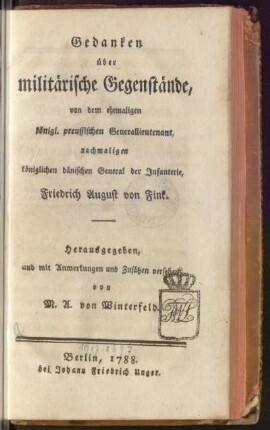 Gedanken
über
militärische Gegenstände,
von dem ehemaligen
königl. preussischen Generallieutenant,
nachmaligen
königlichen dänischen General der Infanterie,
Friedrich August von Fink.
Herausgegeben,
und mit Anmerkungen und Zusätzen versehen
von
M. A. von Winterfeld.
Berlin, 1788.
bei Johann Friedrich Unger.